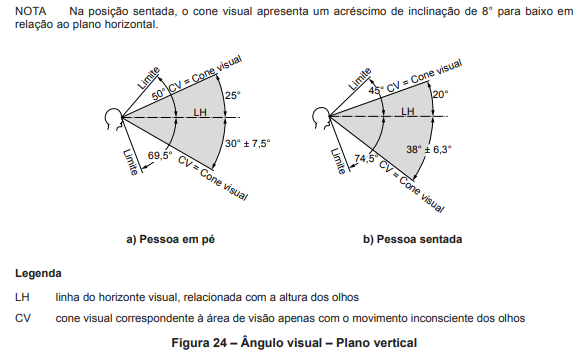 NOTA Na posição sentada, o cone visual apresenta um acréscimo de inclinação de 8° para baixo em
relação ao plano horizontal.
Limite
50°
CV = Cone visual
25°
LH
30° ± 7,5°
69,5°
Limite
CV = Cone visual
Limite
45°
CV = Cone visual
20°
LH
38° ± 6,3°
74,5°
Limite
CV = Cone visual
a) Pessoa em pé
b) Pessoa sentada
Legenda
LH linha do horizonte visual, relacionada com a altura dos olhos
CV cone visual correspondente à área de visão apenas com o movimento inconsciente dos olhos
Figura 24 – Ângulo visual – Plano vertical